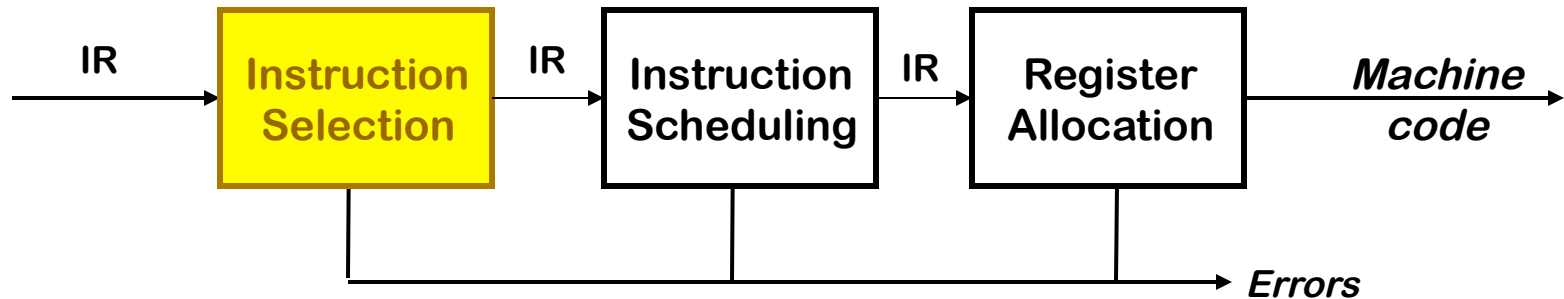 IR
Instruction
Selection
IR
Instruction
Scheduling
IR
Register
Allocation
Machine
code
Errors